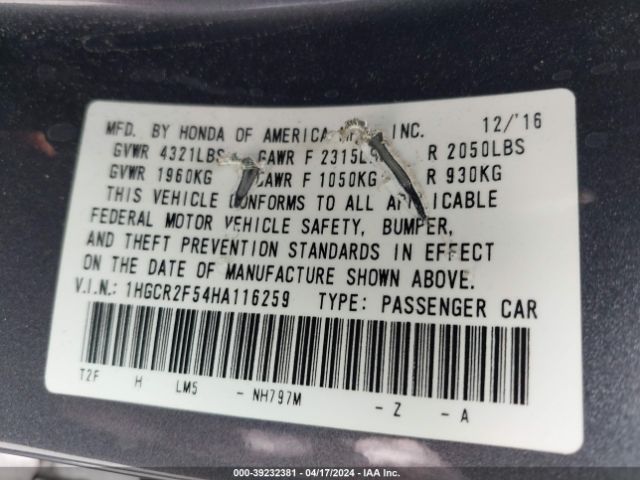 MFD. BY HONDA OF AMERICA INC. 12/'16
GVWR 4321LBS GAWR F 2315LBS R 2050LBS
GVWR 1960KG GAWR F 1050KG R 930KG
THIS VEHICLE CONFORMS TO ALL APPLICABLE
FEDERAL MOTOR VEHICLE SAFETY, BUMPER,
AND THEFT PREVENTION STANDARDS IN EFFECT
ON THE DATE OF MANUFACTURE SHOWN ABOVE.
V.I.N.: 1HGCR2F54HA116259 TYPE: PASSENGER CAR
T2F H LM5 - NH797M - Z - A
000-39232381 - 04/17/2024 - IAA Inc.